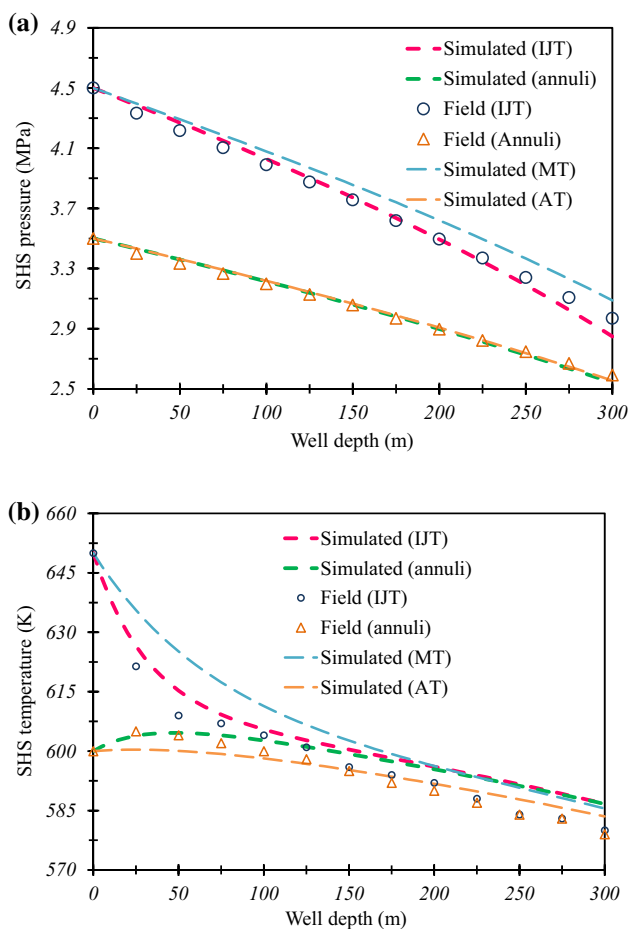 (a)
4.9
4.5
4.1
3.7
3.3
2.9
2.5
SHS pressure (MPa)
Simulated (IJT)
Simulated (annuli)
Field (IJT)
Field (Annuli)
Simulated (MT)
Simulated (AT)
0 50 100 150 200 250 300
Well depth (m)
(b)
660
645
630
615
600
585
570
SHS temperature (K)
Simulated (IJT)
Simulated (annuli)
Field (IJT)
Field (annuli)
Simulated (MT)
Simulated (AT)
0 50 100 150 200 250 300
Well depth (m)